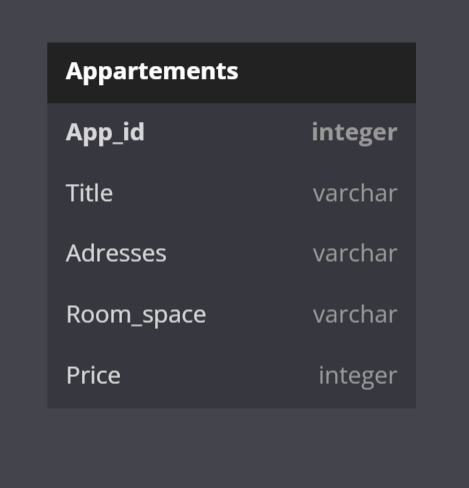 Appartements
App_id integer
Title varchar
Adresses varchar
Room_space varchar
Price integer